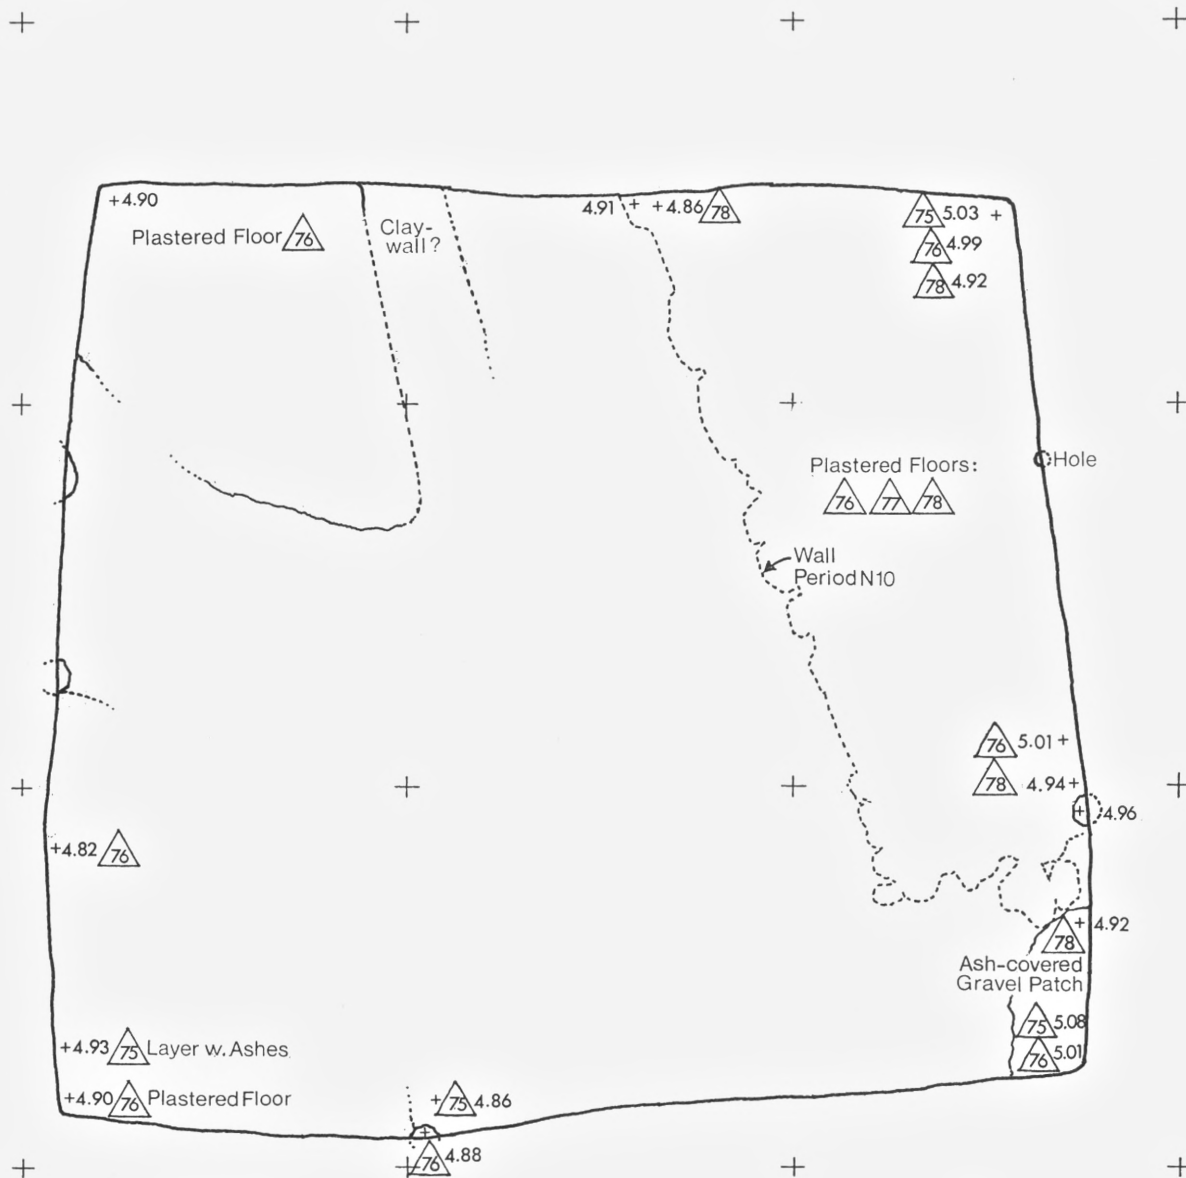 +4.90
Plastered Floor 76
Clay-
wall?
4.91 + +4.86 78
75 5.03 +
76 4.99
78 4.92
Plastered Floors:
76 77 78
Hole
Wall
Period N10
76 5.01 +
78 4.94 +
+ 4.96
+4.82 76
+ 4.92
78
Ash-covered
Gravel Patch
75 5.08
76 5.01
+4.93 75 Layer w. Ashes
+4.90 76 Plastered Floor
+ 75 4.86
76 4.88